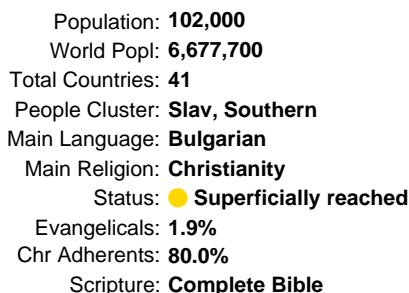 Population: 102,000
World Popl: 6,677,700
Total Countries: 41
People Cluster: Slav, Southern
Main Language: Bulgarian
Main Religion: Christianity
Status: Superficially reached
Evangelicals: 1.9%
Chr Adherents: 80.0%
Scripture: Complete Bible